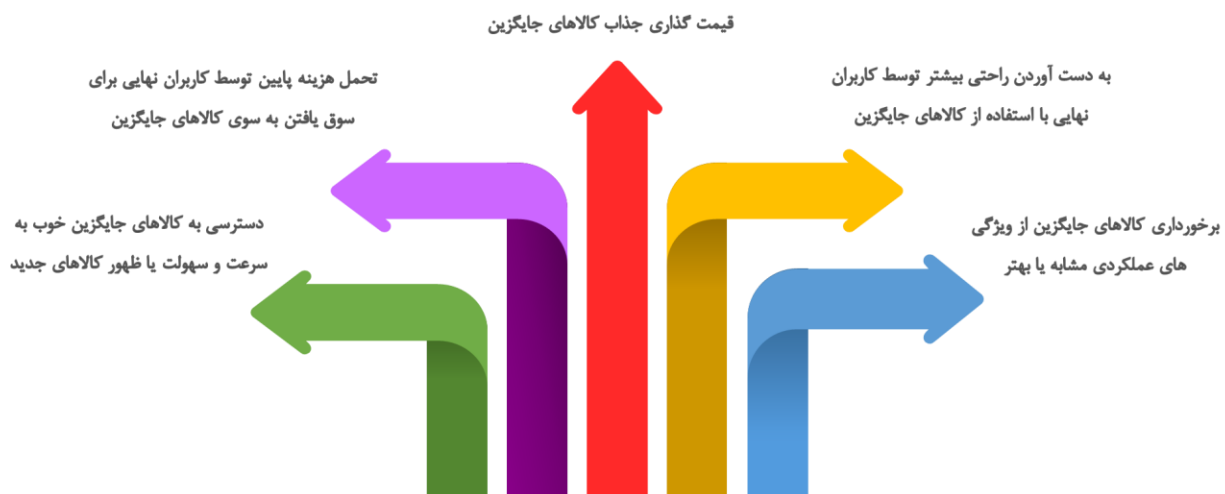 قیمت گذاری جذاب کالاهای جایگزین
به دست آوردن راحتی بیشتر توسط کاربران
نهایی با استفاده از کالاهای جایگزین
تحمل هزینه پایین توسط کاربران نهایی برای
سوق یافتن به سوی کالاهای جایگزین
برخورداری کالاهای جایگزین از ویژگی
های عملکردی مشابه یا بهتر
دسترسی به کالاهای جایگزین خوب به
سرعت و سهولت یا ظهور کالاهای جدید